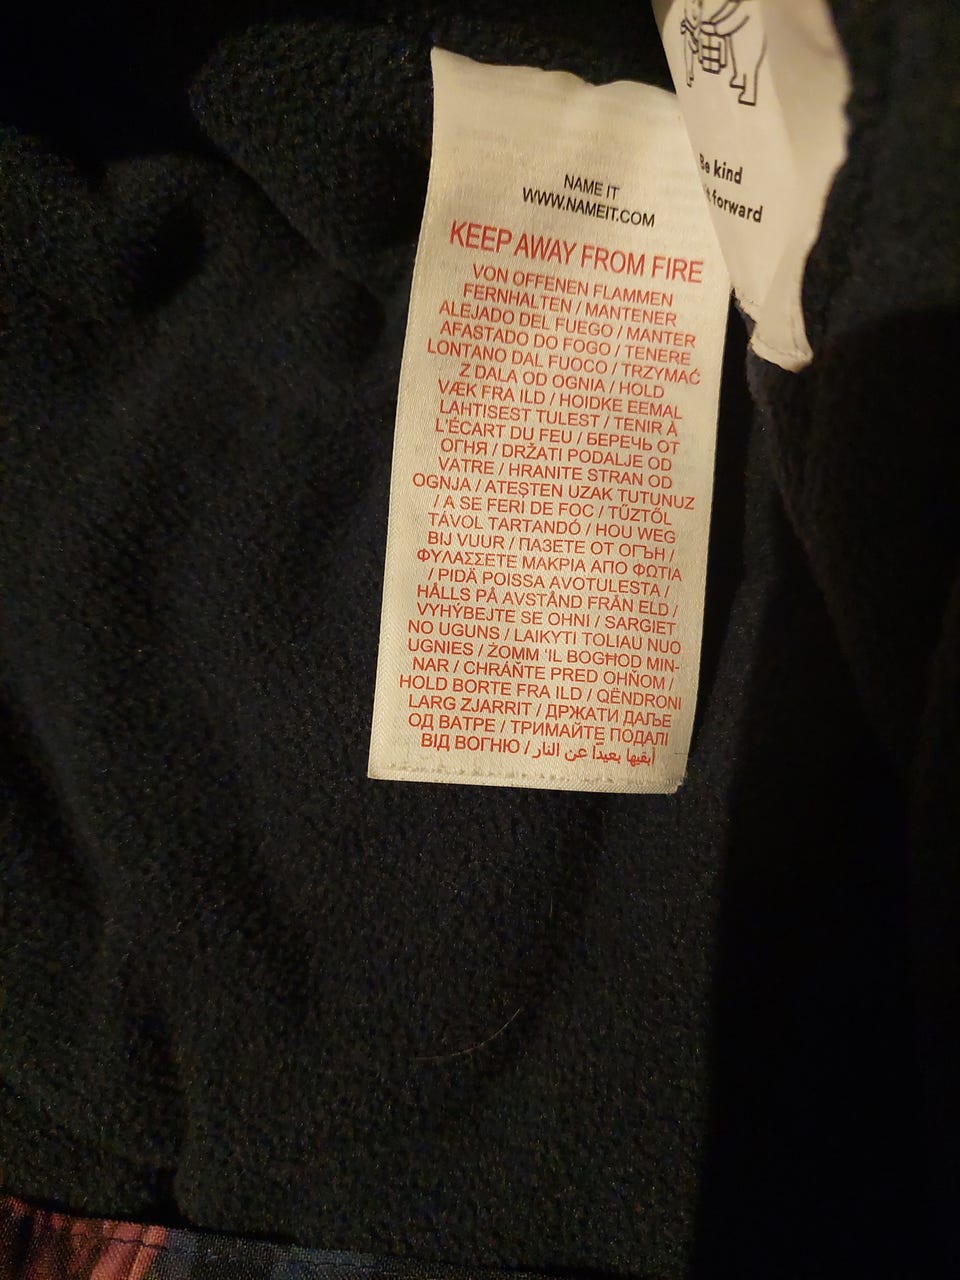 NAME IT
WWW.NAMEIT.COM
KEEP AWAY FROM FIRE
VON OFFENEN FLAMMEN
FERNHALTEN / MANTENER
ALEJADO DEL FUEGO / MANTER
AFASTADO DO FOGO / TENERE
LONTANO DAL FUOCO / TRZYMAĆ
Z DALA OD OGNIA / HOLD
VÆK FRA ILD / HOIDKE EEMAL
LAHTISEST TULEST / TENIR À
L'ÉCART DU FEU / БЕРЕЧЬ ОТ
ОГНЯ / DRŽATI PODALJE OD
VATRE / HRANITE STRAN OD
OGNJA / ATEŞTEN UZAK TUTUNUZ
/ A SE FERI DE FOC / TŰZTŐL
TÁVOL TARTANDÓ / HOU WEG
BIJ VUUR / ПАЗЕТЕ ОТ ОГЪН /
ΦΥΛΑΣΣΕΤΕ ΜΑΚΡΙΑ ΑΠΟ ΦΩΤΙΑ
/ PIDÄ POISSA AVOTULESTA /
HÅLLS PÅ AVSTÅND FRÅN ELD /
VYHÝBEJTE SE OHNI / SARGIET
NO UGUNS / LAIKYTI TOLIAU NUO
UGNIES / ŻOMM 'IL BOGĦOD MIN-
NAR / CHRÁŇTE PRED OHŇOM /
HOLD BORTE FRA ILD / QËNDRONI
LARG ZJARRIT / ДРЖАТИ ДАЉЕ
ОД ВАТРЕ / ТРИМАЙТЕ ПОДАЛІ
ВІД ВОГНЮ / أبقيها بعيدًا عن النار
Be kind
forward